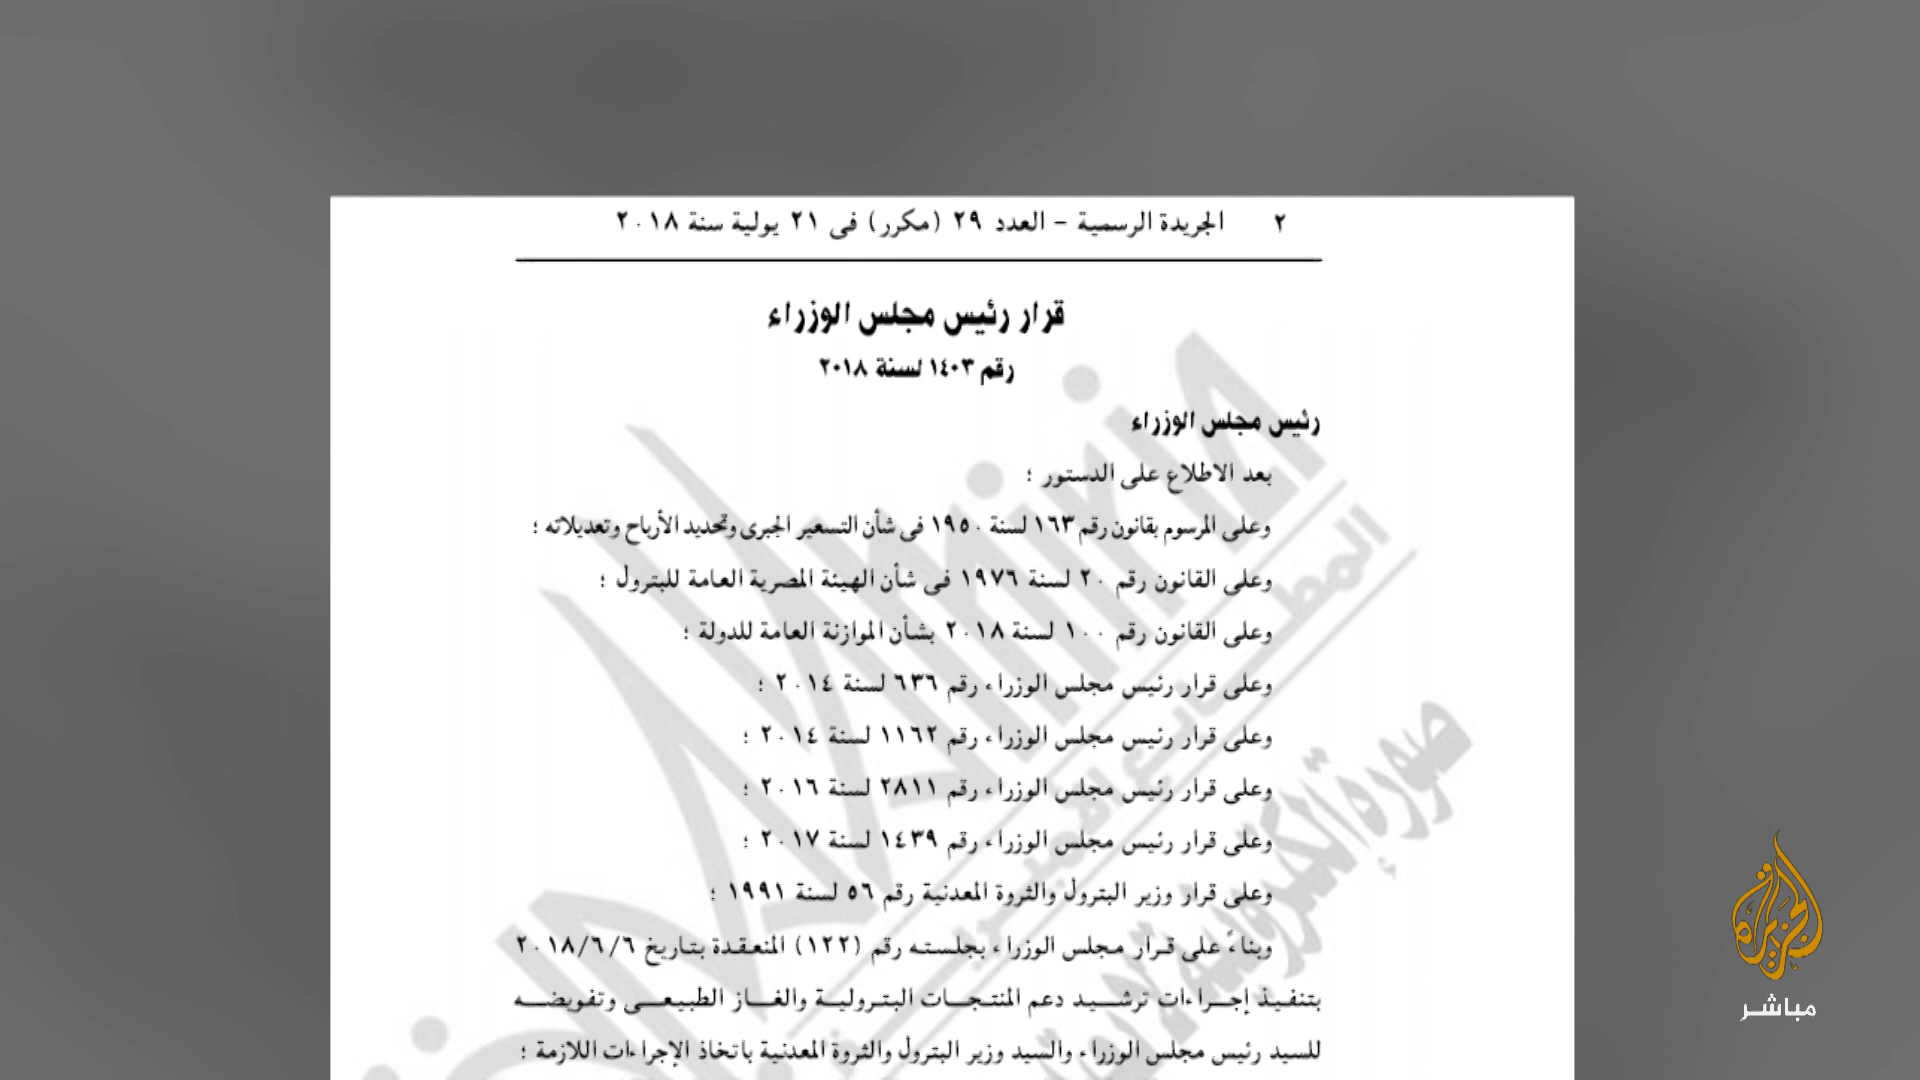 ٢ الجريدة الرسمية – العدد ٢٩ (مكرر) فى ٢١ يولية سنة ٢٠١٨
قرار رئيس مجلس الوزراء
رقم ١٤٠٣ لسنة ٢٠١٨
رئيس مجلس الوزراء
بعد الاطلاع على الدستور ؛
وعلى المرسوم بقانون رقم ١٦٣ لسنة ١٩٥٠ فى شأن التسعير الجبرى وتحديد الأرباح وتعديلاته ؛
وعلى القانون رقم ٢٠ لسنة ١٩٧٦ فى شأن الهيئة المصرية العامة للبترول ؛
وعلى القانون رقم ١٠٠ لسنة ٢٠١٨ بشأن الموازنة العامة للدولة ؛
وعلى قرار رئيس مجلس الوزراء رقم ٦٣٦ لسنة ٢٠١٤ ؛
وعلى قرار رئيس مجلس الوزراء رقم ١١٦٢ لسنة ٢٠١٤ ؛
وعلى قرار رئيس مجلس الوزراء رقم ٢٨١١ لسنة ٢٠١٦ ؛
وعلى قرار رئيس مجلس الوزراء رقم ١٤٣٩ لسنة ٢٠١٧ ؛
وعلى قرار وزير البترول والثروة المعدنية رقم ٥٦ لسنة ١٩٩١ ؛
وبناءً على قرار مجلس الوزراء بجلسته رقم (١٢٢) المنعقدة بتاريخ ٢٠١٨/٦/٦
بتنفيذ إجراءات ترشيد دعم المنتجات البترولية والغاز الطبيعى وتفويضه
للسيد رئيس مجلس الوزراء والسيد وزير البترول والثروة المعدنية باتخاذ الإجراءات اللازمة ؛
الجزيرة
مباشر